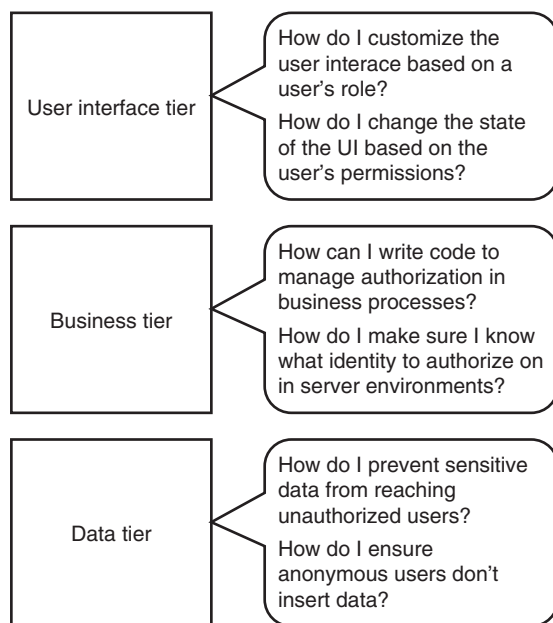 User interface tier
How do I customize the
user interace based on a
user's role?
How do I change the state
of the UI based on the
user's permissions?
Business tier
How can I write code to
manage authorization in
business processes?
How do I make sure I know
what identity to authorize on
in server environments?
Data tier
How do I prevent sensitive
data from reaching
unauthorized users?
How do I ensure
anonymous users don't
insert data?